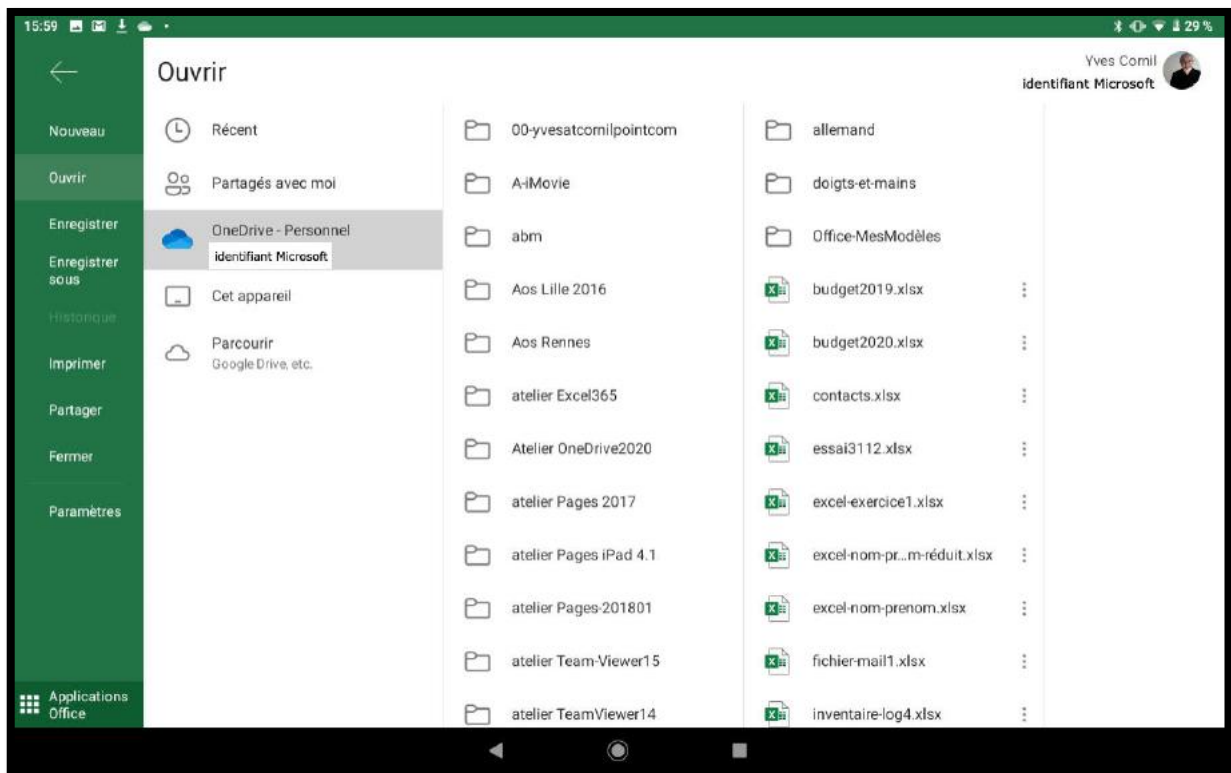 15:59
29 %
Nouveau
Ouvrir
Enregistrer
Enregistrer
sous
Historique
Imprimer
Partager
Fermer
Paramètres
Applications
Office
Ouvrir
Yves Cornil
identifiant Microsoft
Récent
Partagés avec moi
OneDrive - Personnel
identifiant Microsoft
Cet appareil
Parcourir
Google Drive, etc.
00-yvesatcornilpointcom
A-iMovie
abm
Aos Lille 2016
Aos Rennes
atelier Excel365
Atelier OneDrive2020
atelier Pages 2017
atelier Pages iPad 4.1
atelier Pages-201801
atelier Team-Viewer15
atelier TeamViewer14
allemand
doigts-et-mains
Office-MesModèles
budget2019.xlsx
budget2020.xlsx
contacts.xlsx
essai3112.xlsx
excel-exercice1.xlsx
excel-nom-pr...m-réduit.xlsx
excel-nom-prenom.xlsx
fichier-mail1.xlsx
inventaire-log4.xlsx